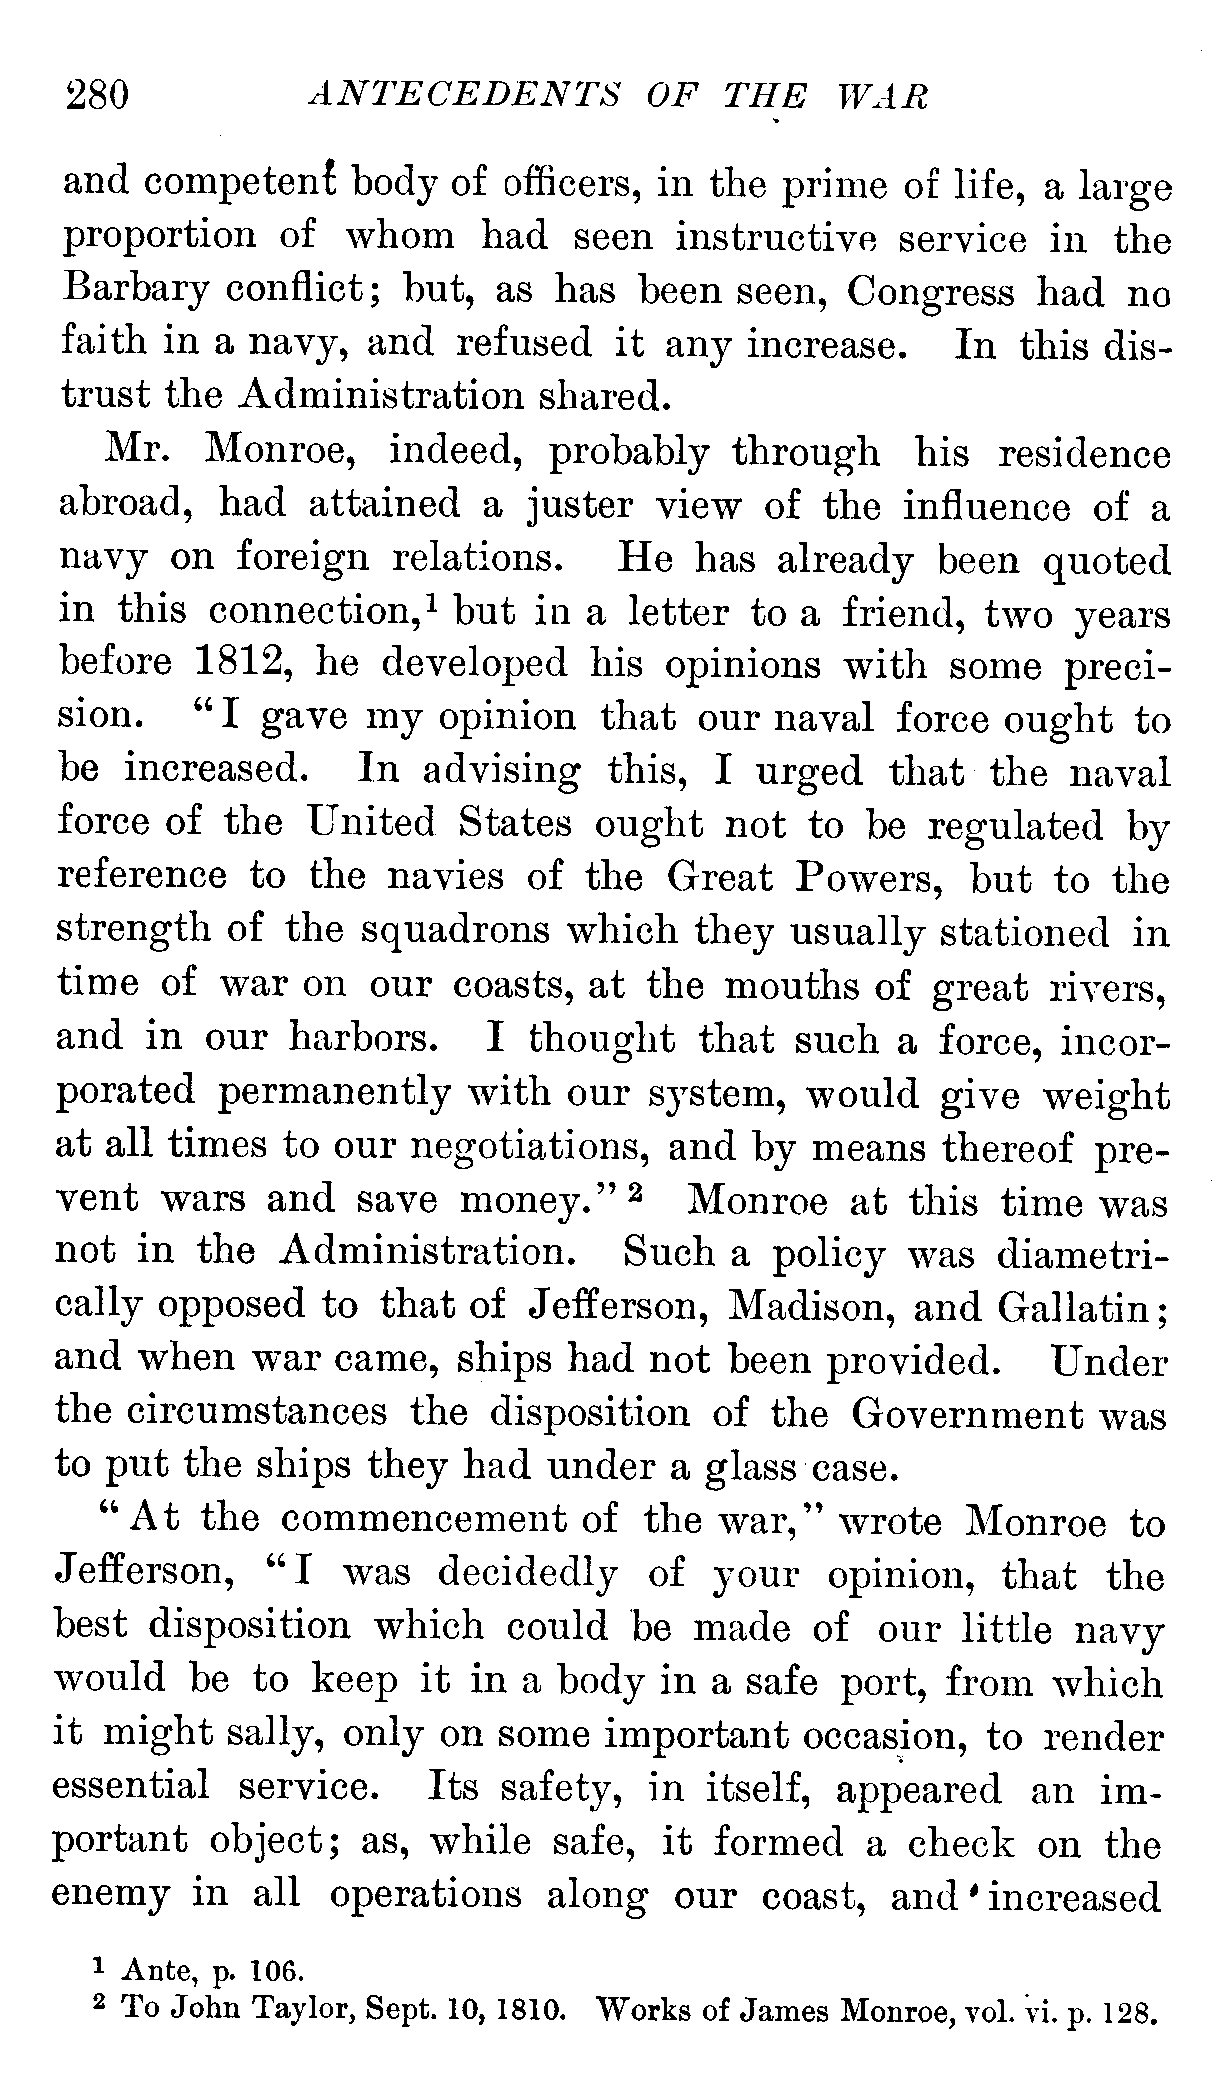 280 ANTECEDENTS OF THE WAR
and competent body of officers, in the prime of life, a large
proportion of whom had seen instructive service in the
Barbary conflict; but, as has been seen, Congress had no
faith in a navy, and refused it any increase. In this dis-
trust the Administration shared.
Mr. Monroe, indeed, probably through his residence
abroad, had attained a juster view of the influence of a
navy on foreign relations. He has already been quoted
in this connection,¹ but in a letter to a friend, two years
before 1812, he developed his opinions with some preci-
sion. “I gave my opinion that our naval force ought to
be increased. In advising this, I urged that the naval
force of the United States ought not to be regulated by
reference to the navies of the Great Powers, but to the
strength of the squadrons which they usually stationed in
time of war on our coasts, at the mouths of great rivers,
and in our harbors. I thought that such a force, incor-
porated permanently with our system, would give weight
at all times to our negotiations, and by means thereof pre-
vent wars and save money.” ² Monroe at this time was
not in the Administration. Such a policy was diametri-
cally opposed to that of Jefferson, Madison, and Gallatin;
and when war came, ships had not been provided. Under
the circumstances the disposition of the Government was
to put the ships they had under a glass case.
“At the commencement of the war,” wrote Monroe to
Jefferson, “I was decidedly of your opinion, that the
best disposition which could be made of our little navy
would be to keep it in a body in a safe port, from which
it might sally, only on some important occasion, to render
essential service. Its safety, in itself, appeared an im-
portant object; as, while safe, it formed a check on the
enemy in all operations along our coast, and increased
¹ Ante, p. 106.
² To John Taylor, Sept. 10, 1810. Works of James Monroe, vol. vi. p. 128.